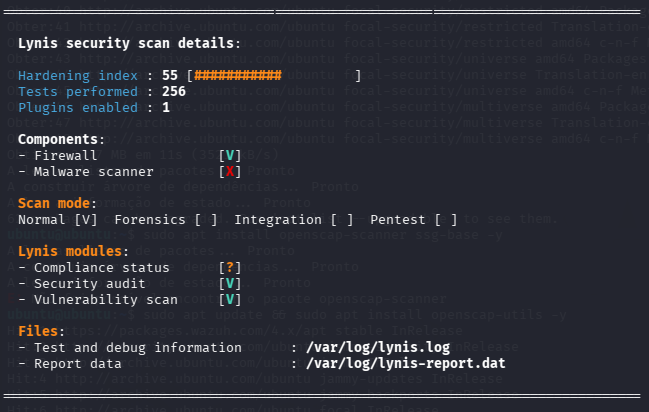 Lynis security scan details:
Hardening index : 55 [########### ]
Tests performed : 256
Plugins enabled : 1
Components:
- Firewall [V]
- Malware scanner [X]
Scan mode:
Normal [V] Forensics [ ] Integration [ ] Pentest [ ]
Lynis modules:
- Compliance status [?]
- Security audit [V]
- Vulnerability scan [V]
Files:
- Test and debug information : /var/log/lynis.log
- Report data : /var/log/lynis-report.dat